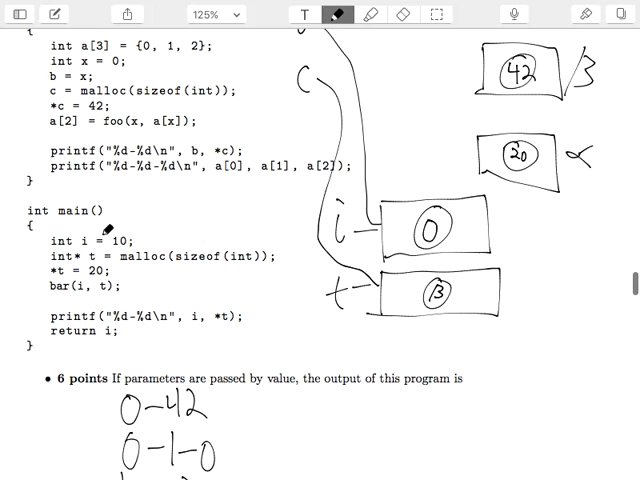 125%
{
int a[3] = {0, 1, 2};
int x = 0;
b = x;
c = malloc(sizeof(int));
*c = 42;
a[2] = foo(x, a[x]);
printf("%d-%d\n", b, *c);
printf("%d-%d-%d\n", a[0], a[1], a[2]);
}
int main()
{
int i = 10;
int* t = malloc(sizeof(int));
*t = 20;
bar(i, t);
printf("%d-%d\n", i, *t);
return i;
}
c
42 β
20 α
i 0
t β
• 6 points If parameters are passed by value, the output of this program is
0-42
0-1-0